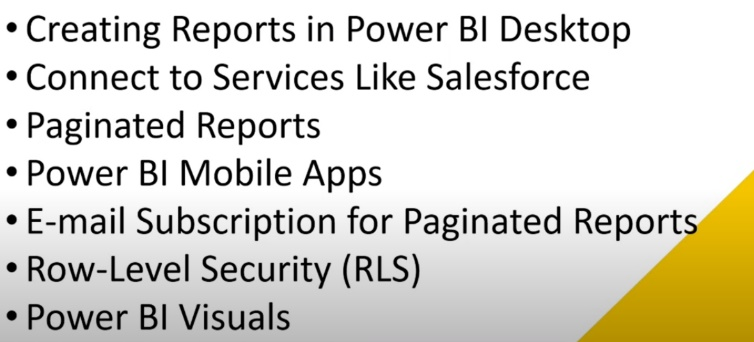 • Creating Reports in Power BI Desktop
• Connect to Services Like Salesforce
• Paginated Reports
• Power BI Mobile Apps
• E-mail Subscription for Paginated Reports
• Row-Level Security (RLS)
• Power BI Visuals